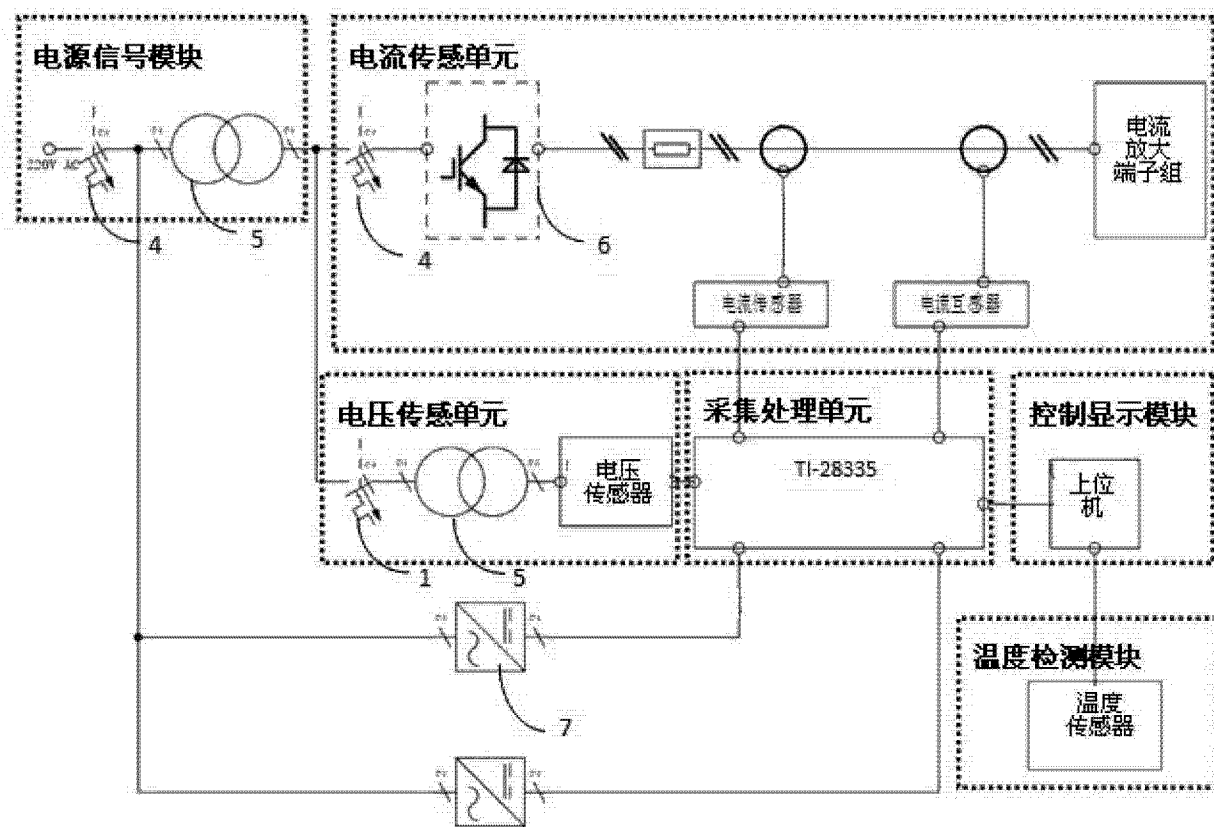 电源信号模块
220V AC
4
5
电流传感单元
4
6
电流
放大
端子组
电流传感器
电流互感器
电压传感单元
电压
传感器
1
5
采集处理单元
TI-28335
控制显示模块
上位
机
7
温度检测模块
温度
传感器